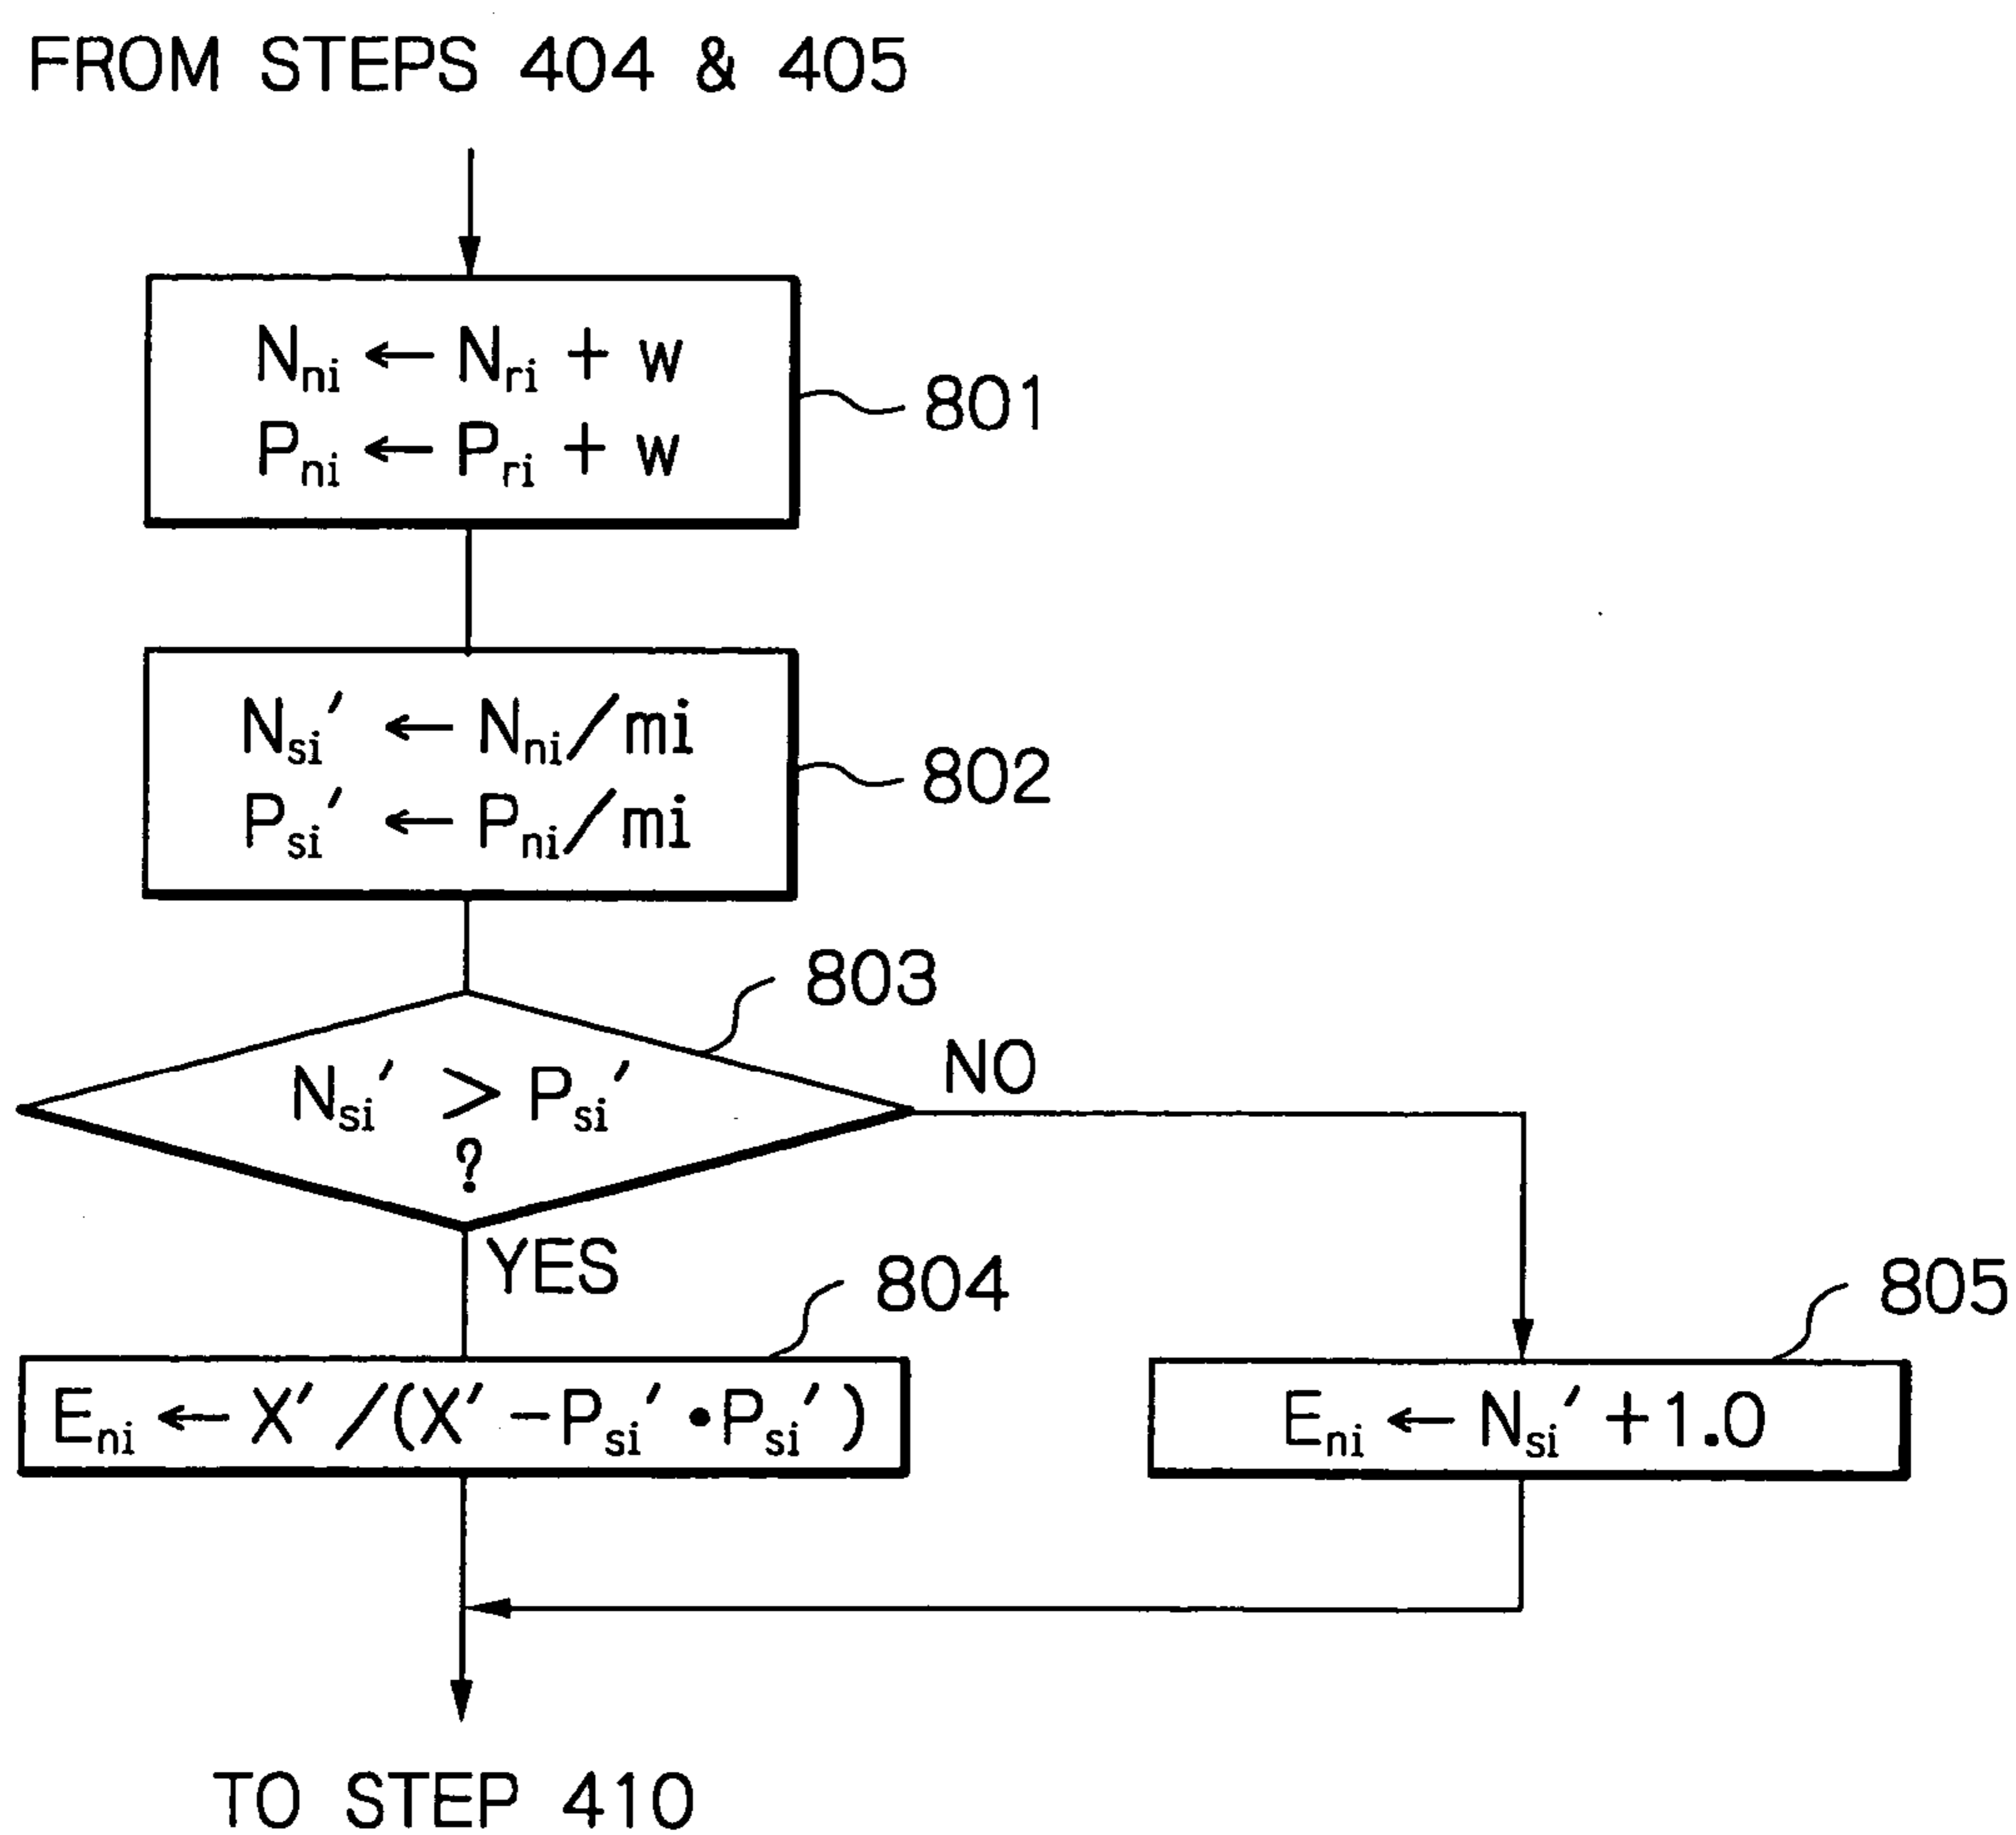 FROM STEPS 404 & 405
Nni ← Nri + w
Pni ← Pri + w
801
Nsi′ ← Nni/mi
Psi′ ← Pni/mi
802
803
Nsi′ > Psi′
?
NO
YES
804
805
Eni ← X′/(X′−Psi′•Psi′)
Eni ← Nsi′+1.0
TO STEP 410